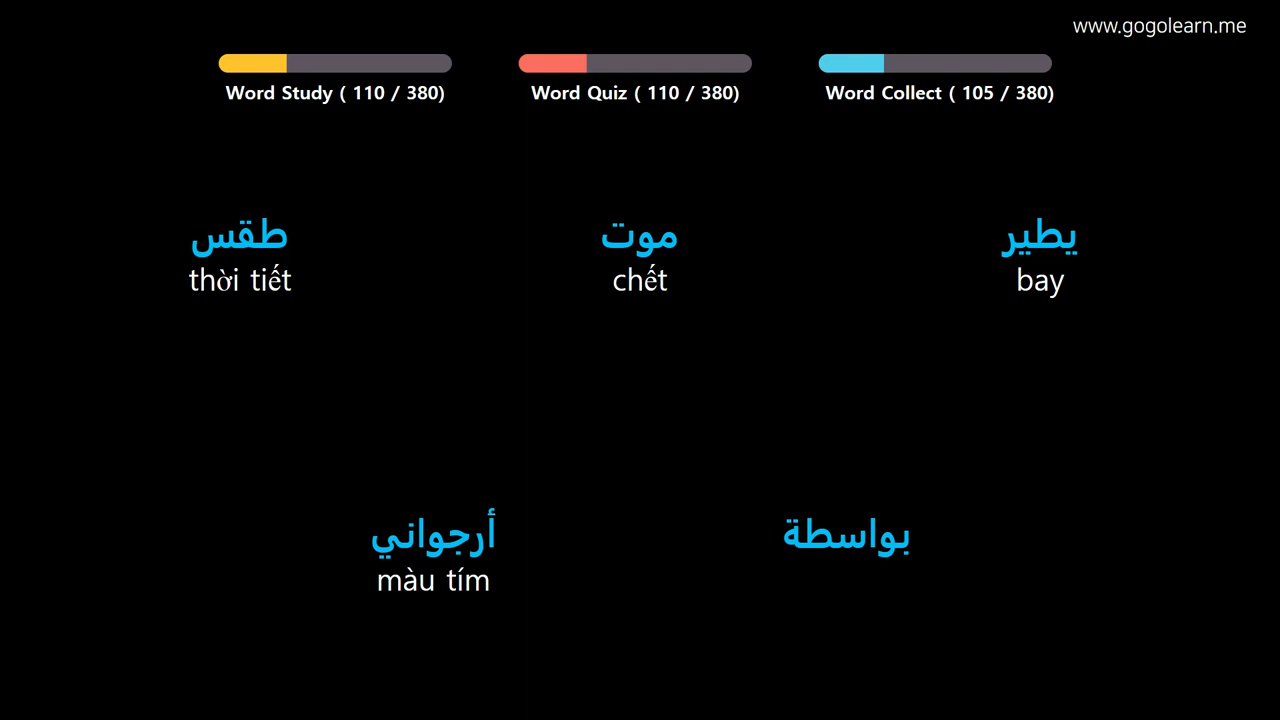 www.gogolearn.me
Word Study ( 110 / 380)
Word Quiz ( 110 / 380)
Word Collect ( 105 / 380)
طقس
thời tiết
موت
chết
يطير
bay
أرجواني
màu tím
بواسطة